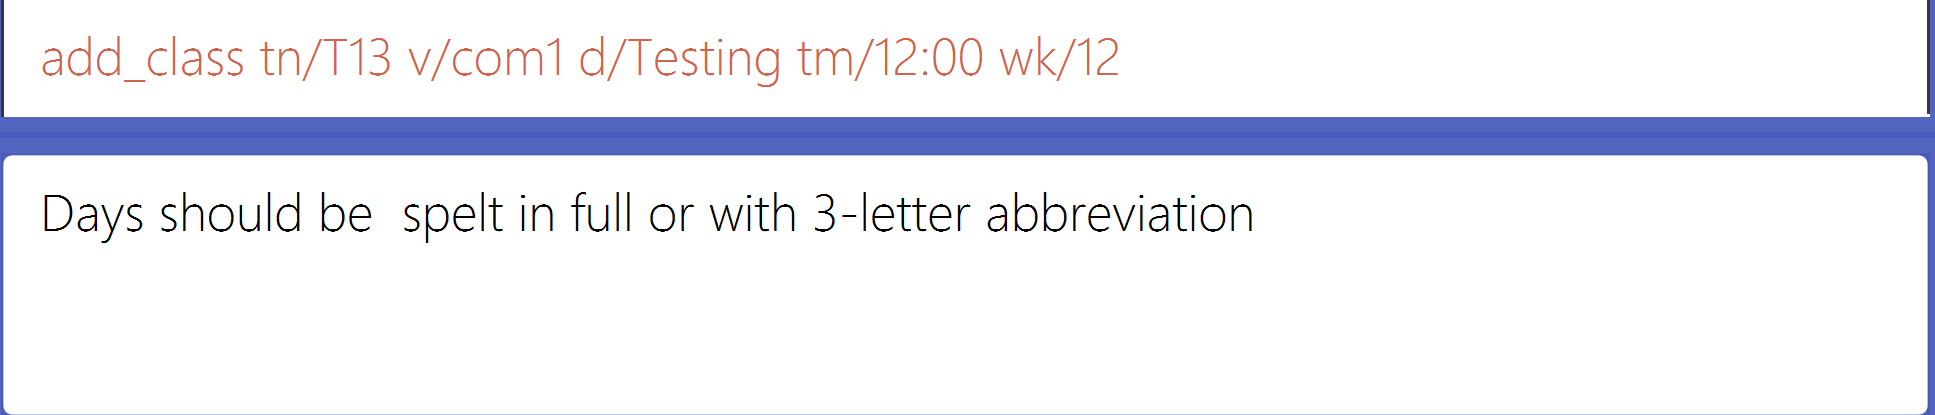 add_class tn/T13 v/com1 d/Testing tm/12:00 wk/12
Days should be  spelt in full or with 3-letter abbreviation